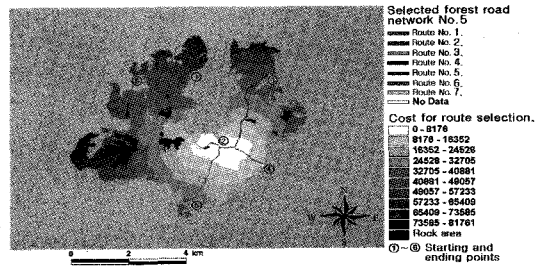 Selected forest road
network No.5
Route No. 1.
Route No. 2.
Route No. 3.
Route No. 4.
Route No. 5.
Route No. 6.
Route No. 7.
No Data
Cost for route selection.
0 - 8176
8176 - 16352
16352 - 24528
24528 - 32705
32705 - 40881
40881 - 49057
49057 - 57233
57233 - 65409
65409 - 73585
73585 - 81761
Rock area
①~⑥ Starting and
ending points
N
W E
S
0 2 4 km